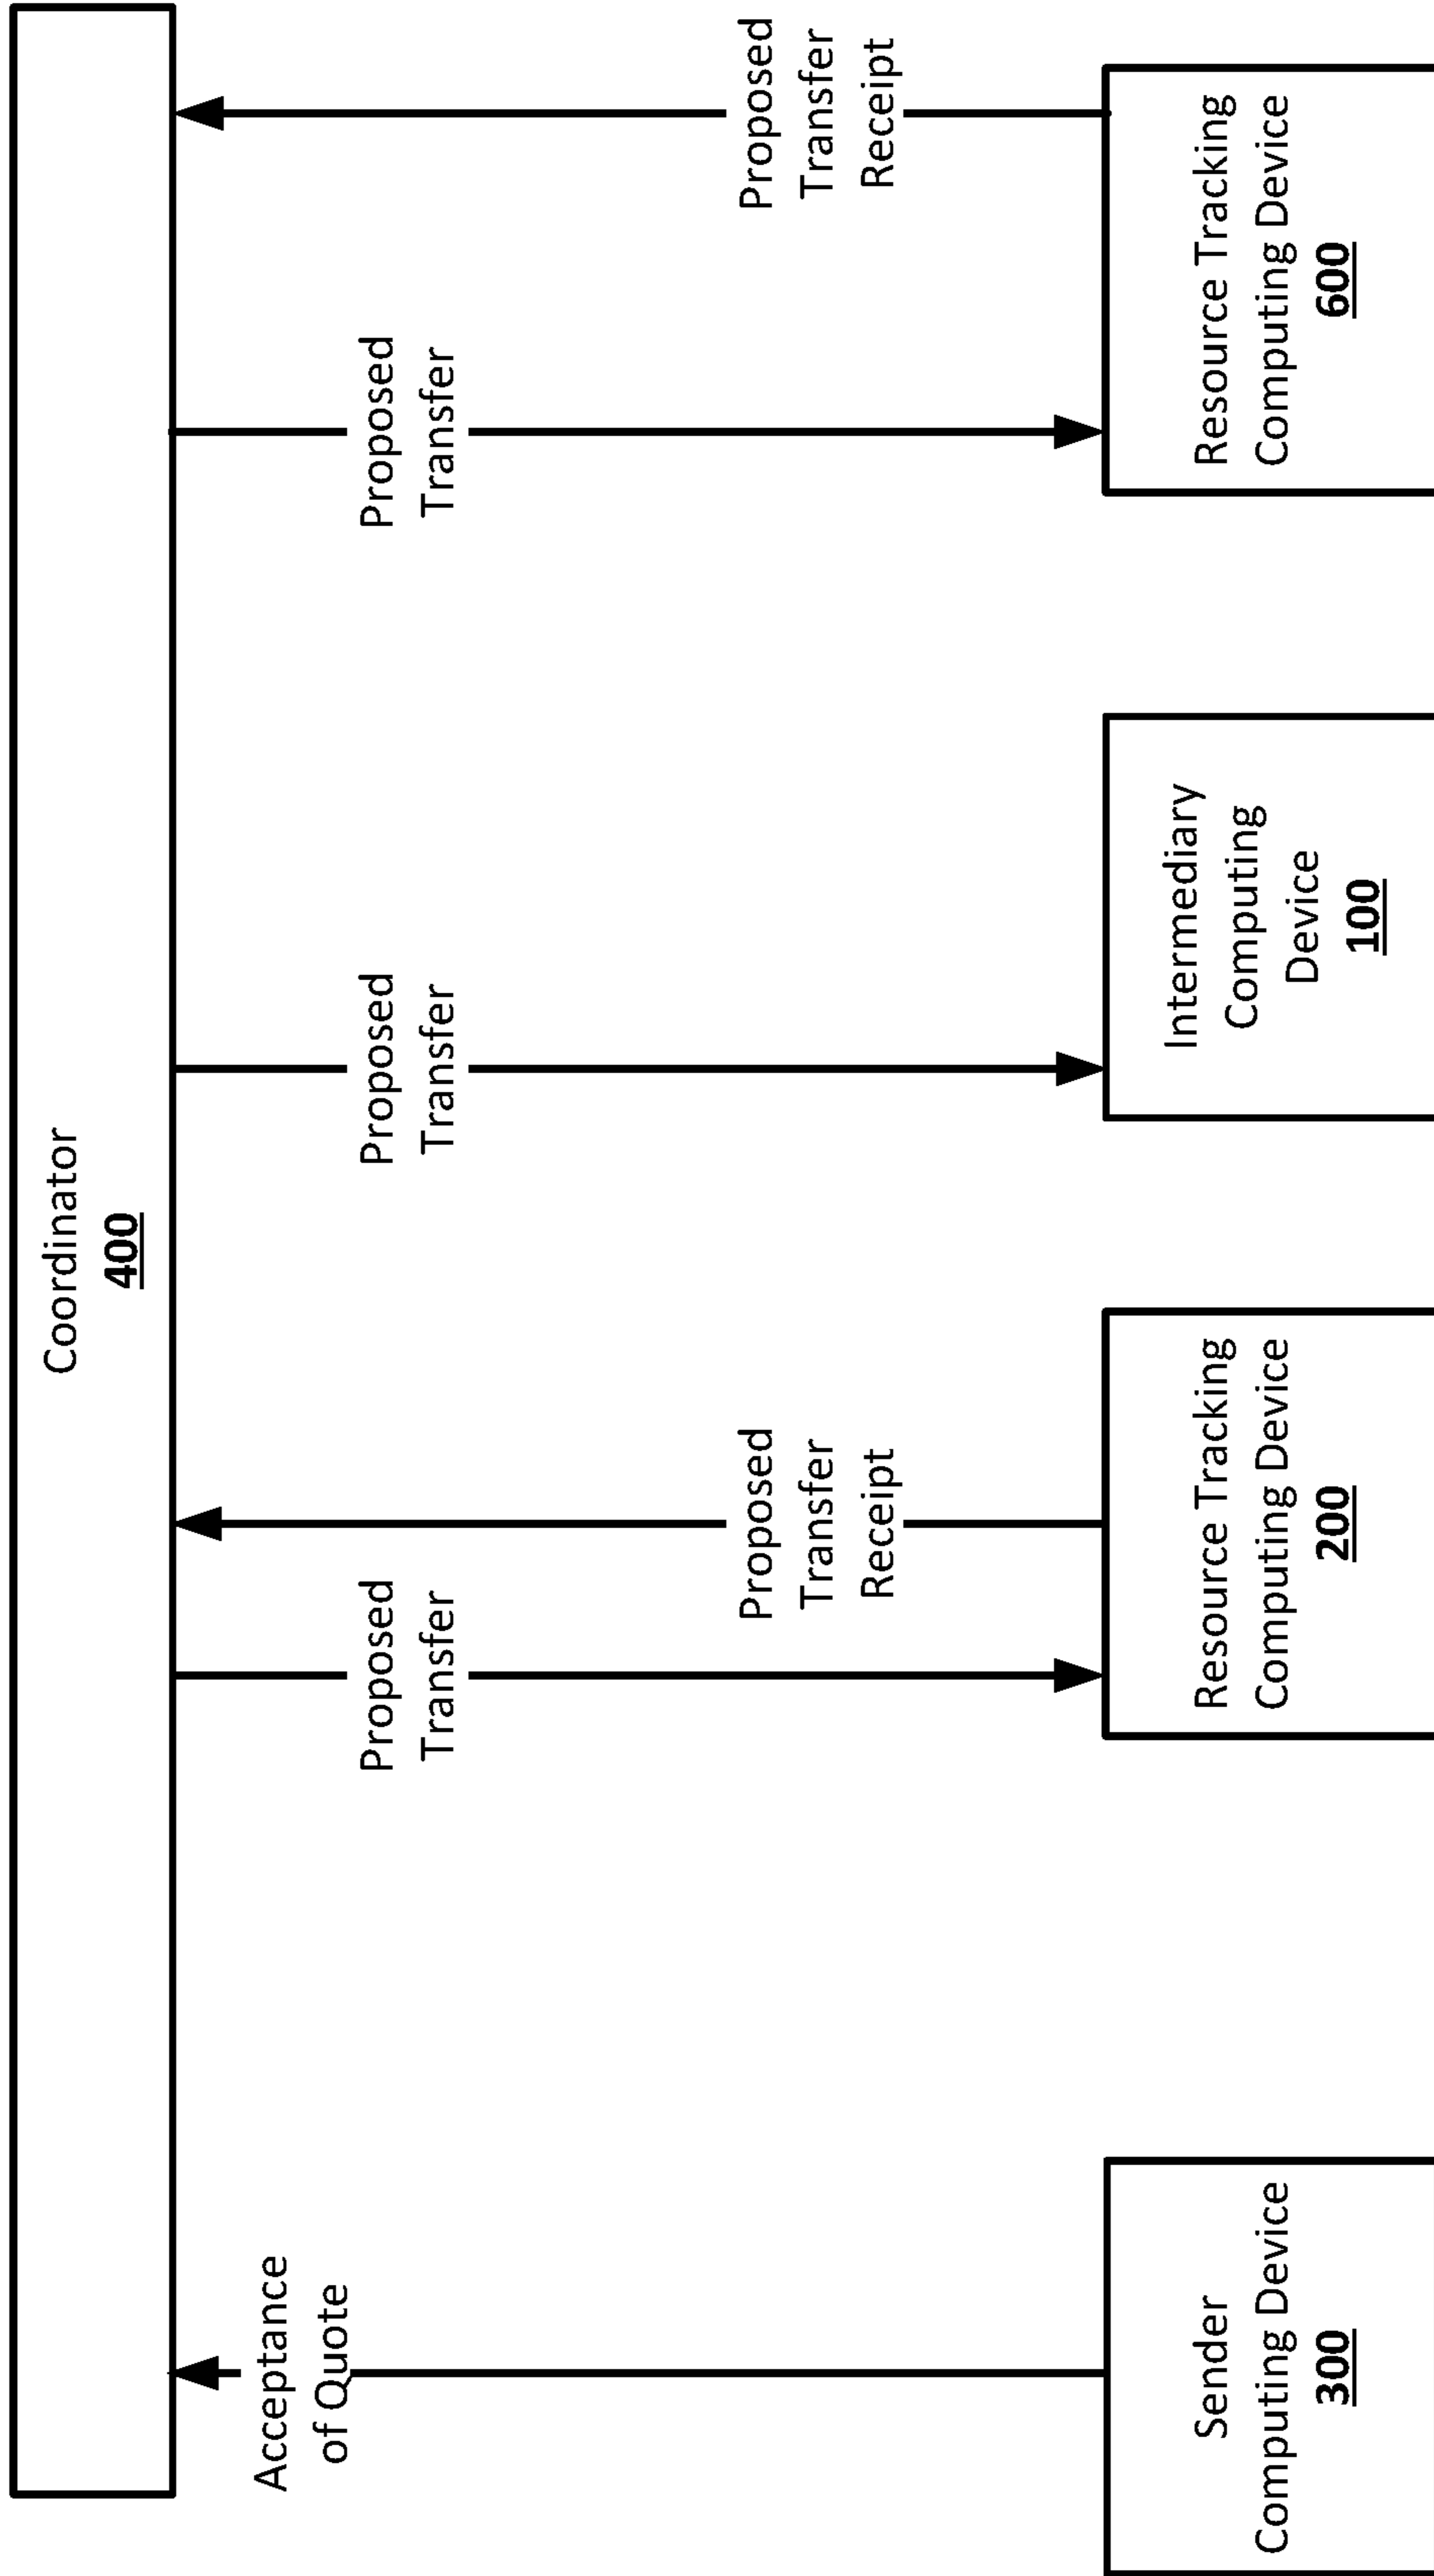 Coordinator
400
Acceptance
of Quote
Proposed
Transfer
Proposed
Transfer
Receipt
Proposed
Transfer
Proposed
Transfer
Proposed
Transfer
Receipt
Sender
Computing Device
300
Resource Tracking
Computing Device
200
Intermediary
Computing
Device
100
Resource Tracking
Computing Device
600